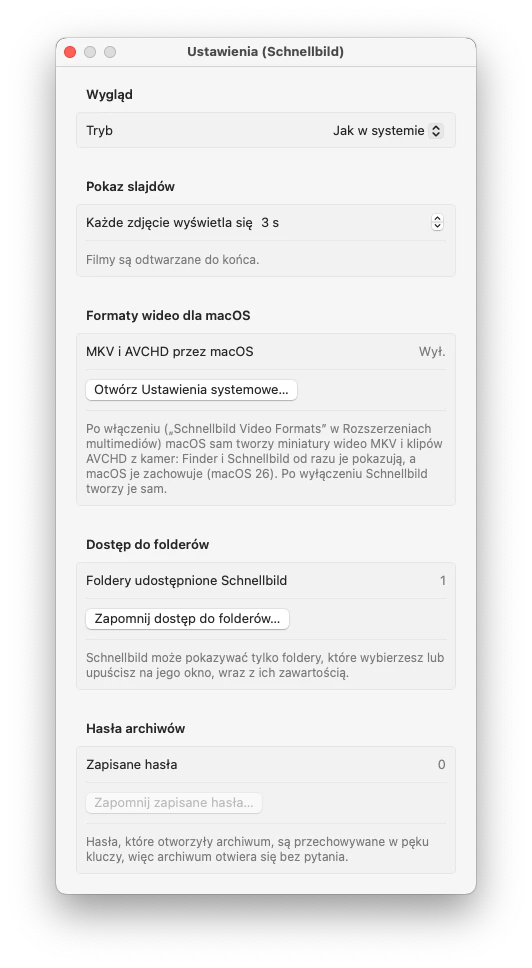 Ustawienia (Schnellbild)
Wygląd
Tryb Jak w systemie
Pokaz slajdów
Każde zdjęcie wyświetla się 3 s
Filmy są odtwarzane do końca.
Formaty wideo dla macOS
MKV i AVCHD przez macOS Wył.
Otwórz Ustawienia systemowe...
Po włączeniu („Schnellbild Video Formats” w Rozszerzeniach
multimediów) macOS sam tworzy miniatury wideo MKV i klipów
AVCHD z kamer: Finder i Schnellbild od razu je pokazują, a
macOS je zachowuje (macOS 26). Po wyłączeniu Schnellbild
tworzy je sam.
Dostęp do folderów
Foldery udostępnione Schnellbild 1
Zapomnij dostęp do folderów...
Schnellbild może pokazywać tylko foldery, które wybierzesz lub
upuścisz na jego okno, wraz z ich zawartością.
Hasła archiwów
Zapisane hasła 0
Zapomnij zapisane hasła...
Hasła, które otworzyły archiwum, są przechowywane w pęku
kluczy, więc archiwum otwiera się bez pytania.